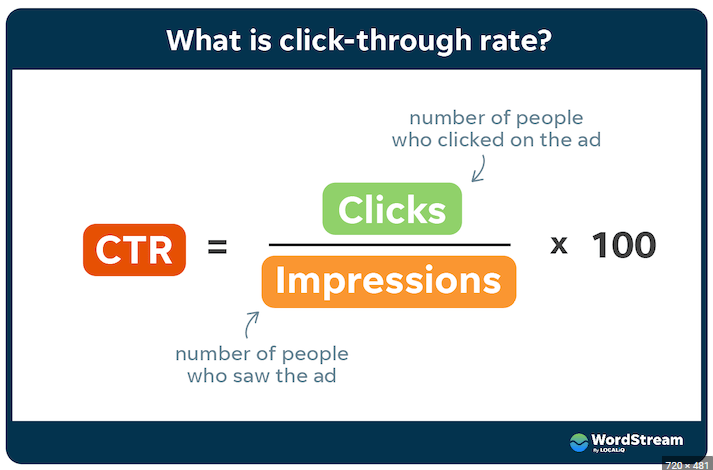 What is click-through rate?
number of people
who clicked on the ad
Clicks
CTR = x 100
Impressions
number of people
who saw the ad
WordStream
By LOCALiQ
720 × 481